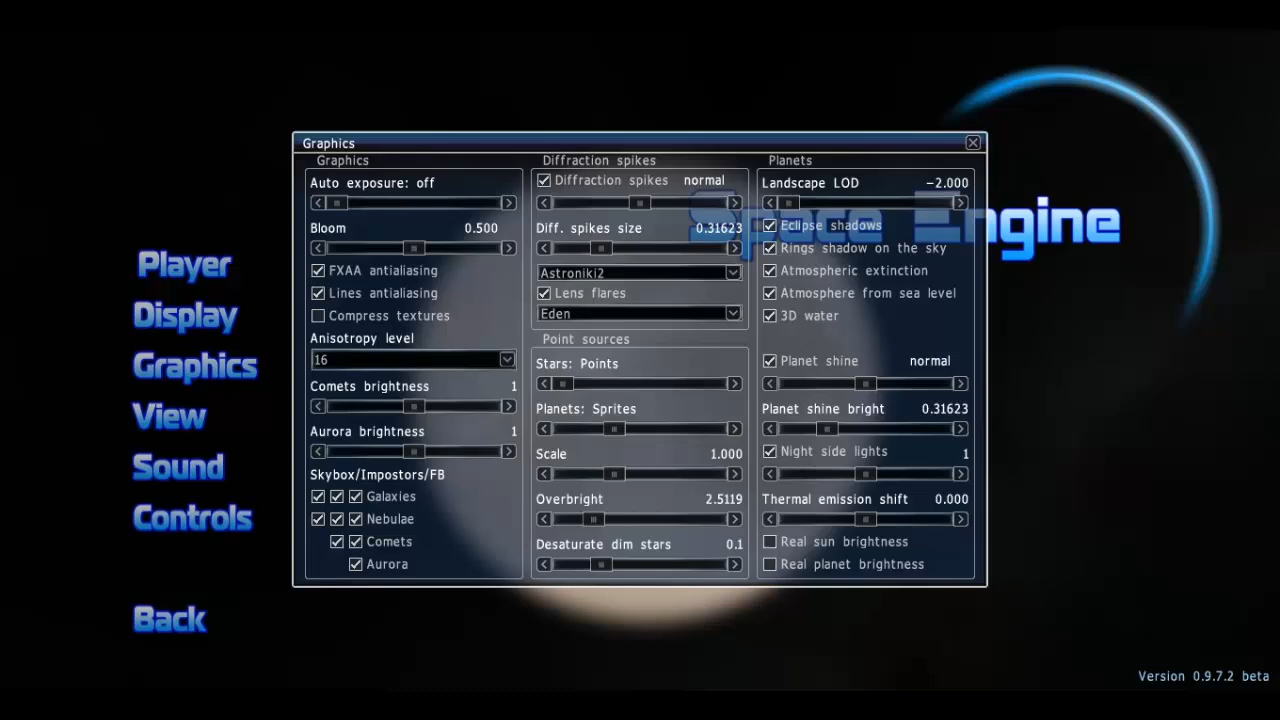 Graphics
Graphics
Auto exposure: off
Bloom 0.500
FXAA antialiasing
Lines antialiasing
Compress textures
Anisotropy level
16
Comets brightness 1
Aurora brightness 1
Skybox/Impostors/FB
Galaxies
Nebulae
Comets
Aurora
Diffraction spikes
Diffraction spikes normal
Diff. spikes size 0.31623
Astroniki2
Lens flares
Eden
Point sources
Stars: Points
Planets: Sprites
Scale 1.000
Overbright 2.5119
Desaturate dim stars 0.1
Planets
Landscape LOD -2.000
Eclipse shadows
Rings shadow on the sky
Atmospheric extinction
Atmosphere from sea level
3D water
Planet shine normal
Planet shine bright 0.31623
Night side lights 1
Thermal emission shift 0.000
Real sun brightness
Real planet brightness
Space Engine
Player
Display
Graphics
View
Sound
Controls
Back
Version 0.9.7.2 beta